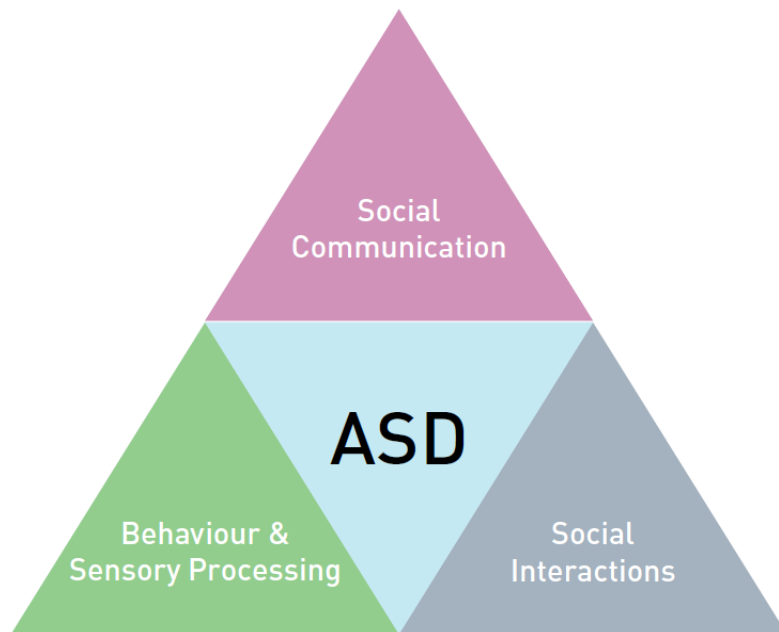 Social
Communication
ASD
Behaviour &
Sensory Processing
Social
Interactions